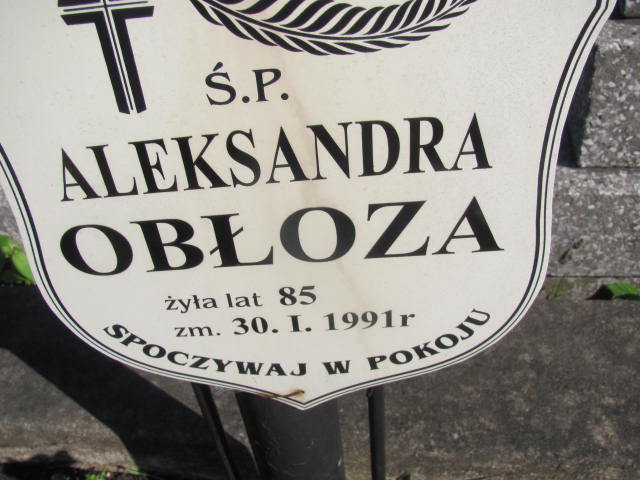 Ś.P.
ALEKSANDRA
OBŁOZA
żyła lat 85
zm. 30. I. 1991r
SPOCZYWAJ W POKOJU